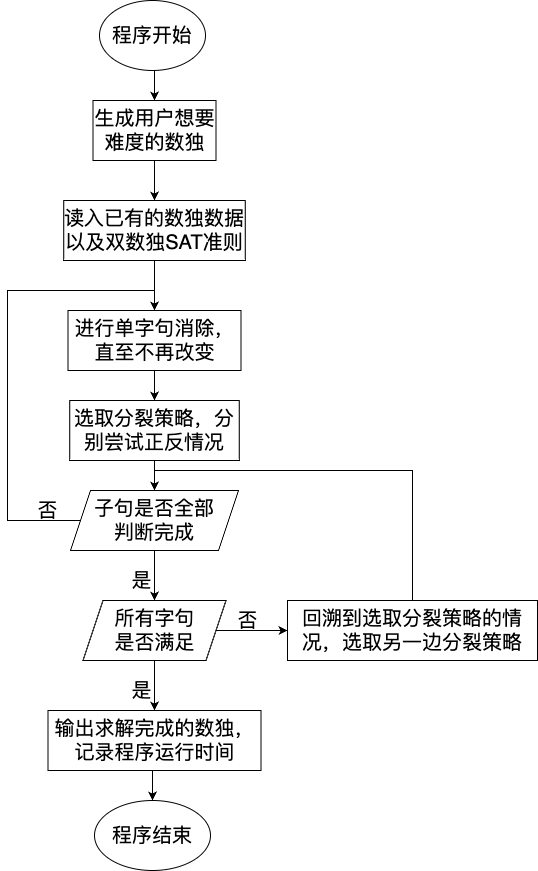 程序开始
生成用户想要
难度的数独
读入已有的数独数据
以及双数独SAT准则
进行单字句消除，
直至不再改变
选取分裂策略，分
别尝试正反情况
否
子句是否全部
判断完成
是
所有字句
是否满足
否
回溯到选取分裂策略的情
况，选取另一边分裂策略
是
输出求解完成的数独，
记录程序运行时间
程序结束